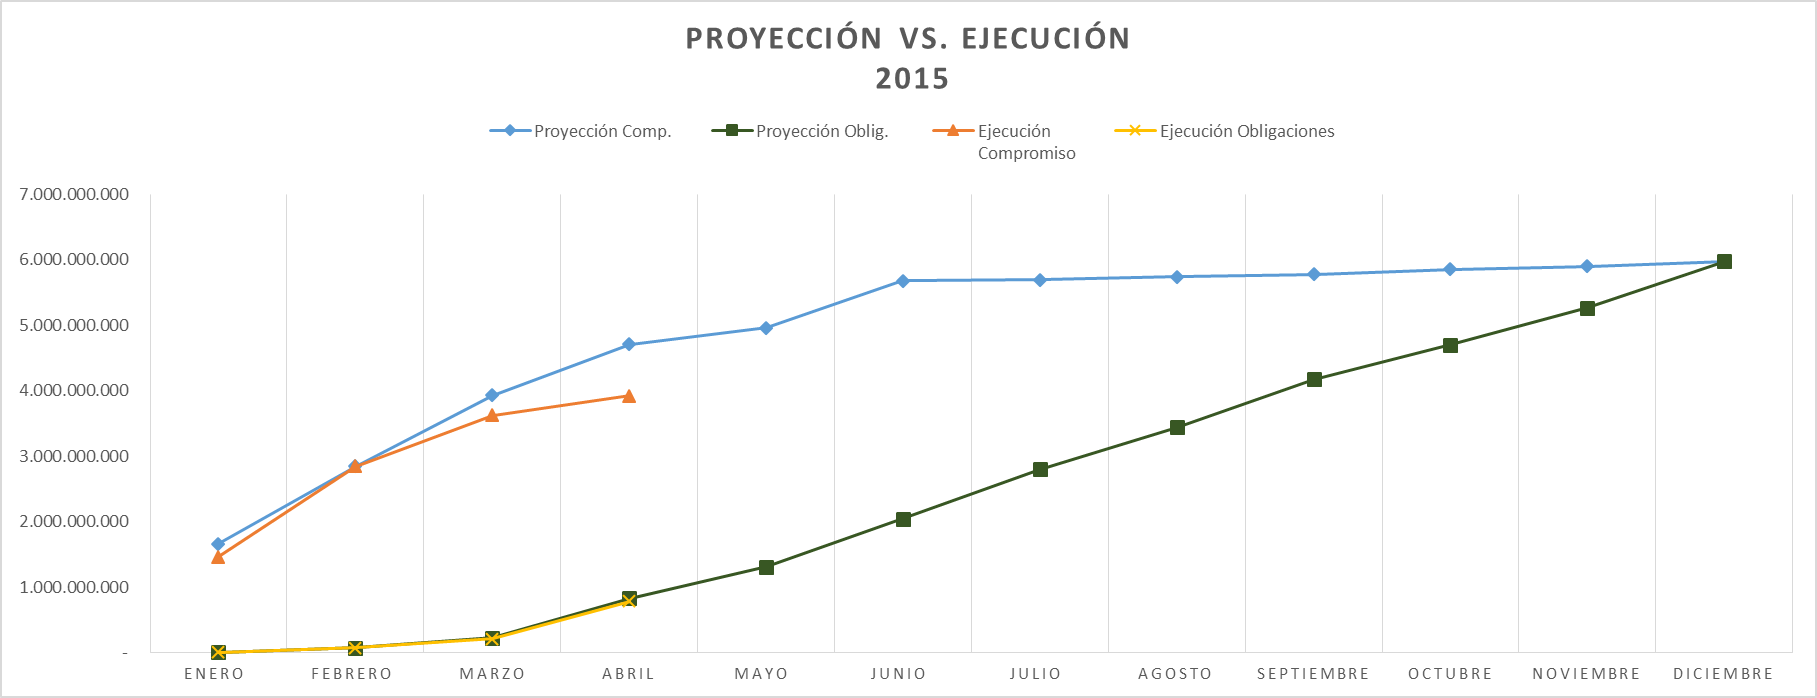 PROYECCIÓN VS. EJECUCIÓN
2015
Proyección Comp.
Proyección Oblig.
Ejecución
Compromiso
Ejecución Obligaciones
7.000.000.000
6.000.000.000
5.000.000.000
4.000.000.000
3.000.000.000
2.000.000.000
1.000.000.000
-
ENERO FEBRERO MARZO ABRIL MAYO JUNIO JULIO AGOSTO SEPTIEMBRE OCTUBRE NOVIEMBRE DICIEMBRE